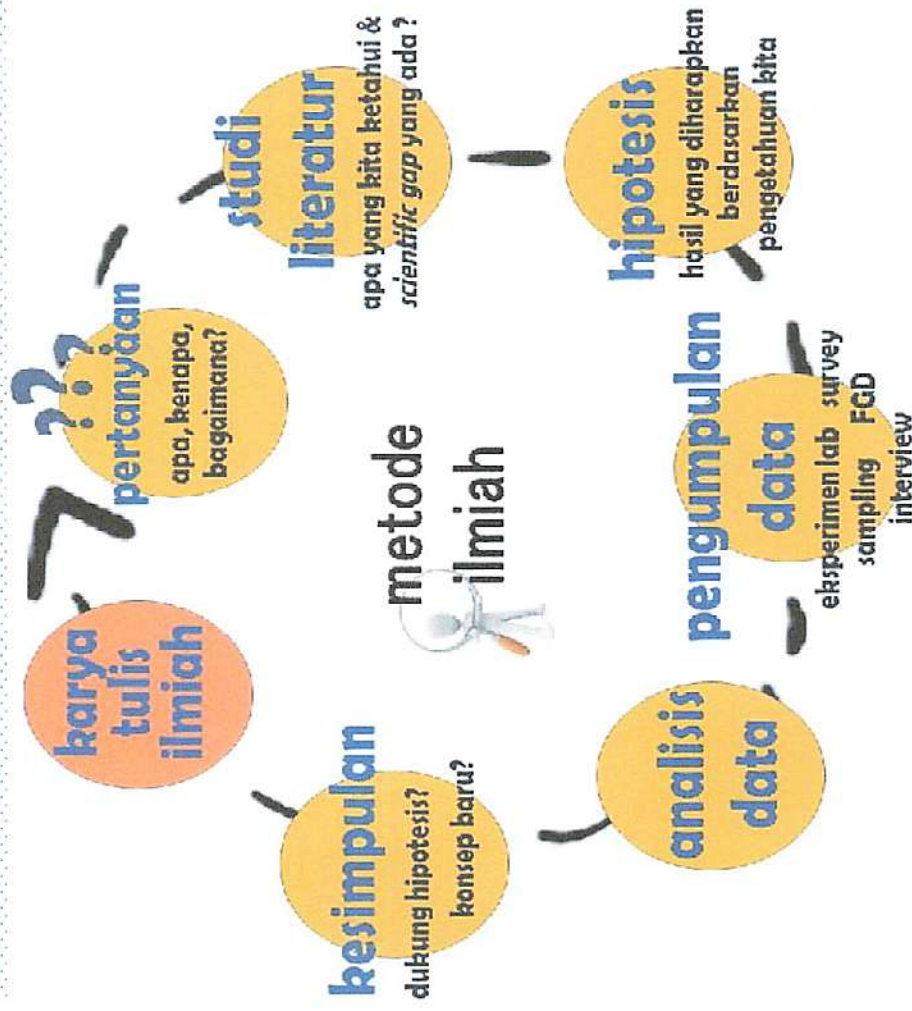 metode
ilmiah
???
pertanyaan
apa, kenapa,
bagaimana?
studi
literatur
apa yang kita ketahui &
scientific gap yang ada ?
hipotesis
hasil yang diharapkan
berdasarkan
pengetahuan kita
pengumpulan
data
eksperimen lab survey
sampling FGD
interview
analisis
data
kesimpulan
dukung hipotesis?
konsep baru?
karya
tulis
ilmiah